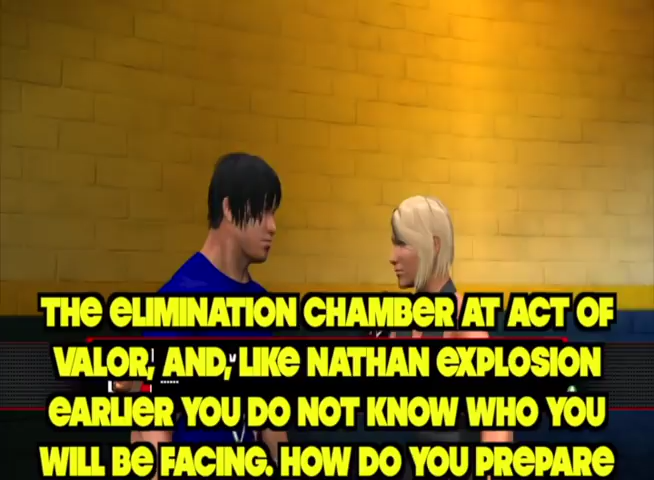 THE ELIMINATION CHAMBER AT ACT OF
VALOR, AND, LIKE NATHAN EXPLOSION
EARLIER YOU DO NOT KNOW WHO YOU
WILL BE FACING. HOW DO YOU PREPARE